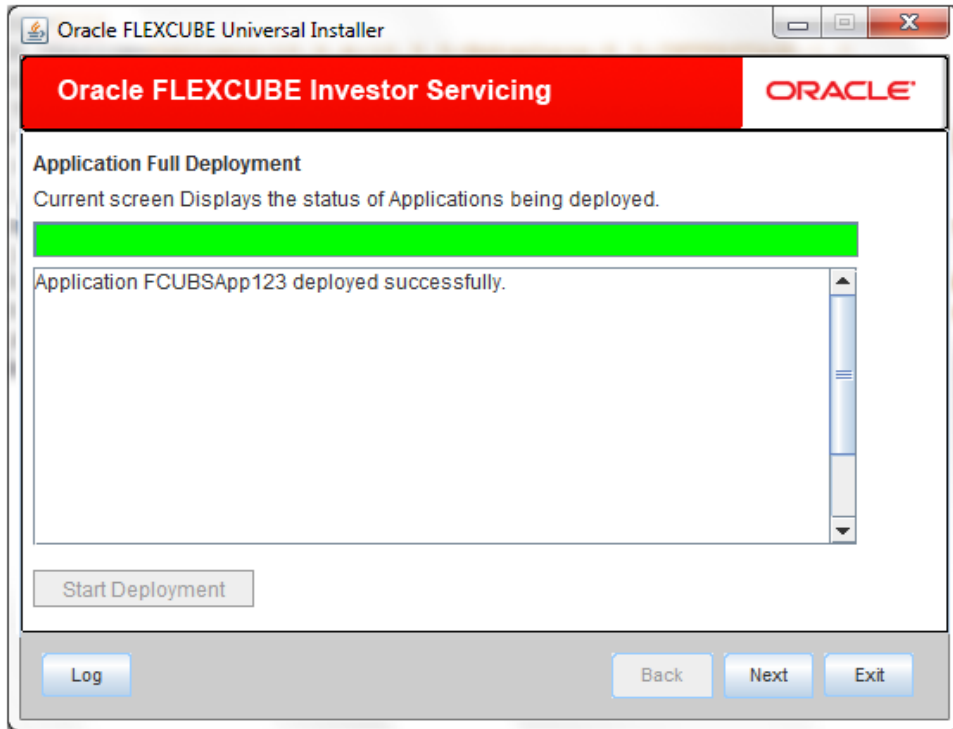 Oracle FLEXCUBE Universal Installer
Oracle FLEXCUBE Investor Servicing
ORACLE
Application Full Deployment
Current screen Displays the status of Applications being deployed.
Application FCUBSApp123 deployed successfully.
Start Deployment
Log
Back
Next
Exit